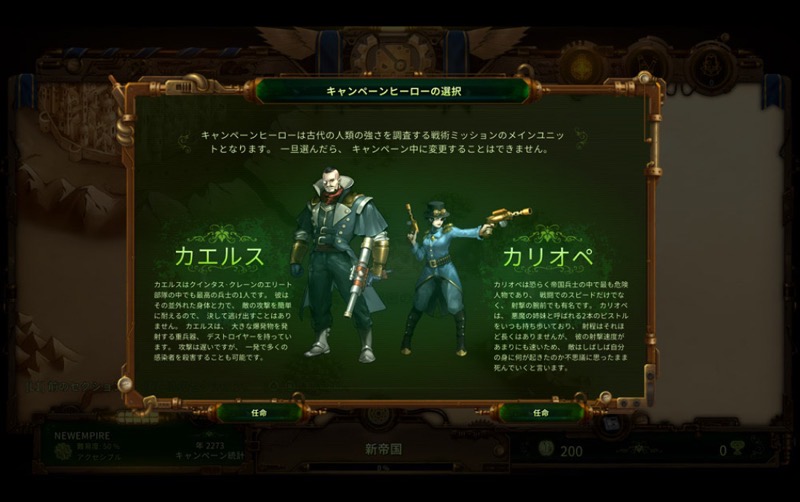 キャンペーンヒーローの選択
キャンペーンヒーローは古代の人類の強さを調査する戦術ミッションのメインユニッ
トとなります。 一旦選んだら、 キャンペーン中に変更することはできません。
カエルス
カエルスはクインタス·クレーンのエリート
部隊の中でも最高の兵士の1人です。 彼は
その並外れた身体と力で、 敵の攻撃を簡単
に耐えるので、 決して逃げ出すことはあり
ません。 カエルスは、 大きな爆発物を発
射する重兵器、 デストロイヤーを持ってい
ます。 攻撃は遅いですが、 一発で多くの
感染者を殺害することも可能です。
カリオペ
カリオペは恐らく帝国兵士の中で最も危険
人物であり、 戦闘でのスピードだけでな
く、 射撃の腕前でも有名です。 カリオペ
は、 悪魔の姉妹と呼ばれる2本のピストル
をいつも持ち歩いており、 射程はそれほ
ど長くはありませんが、 彼の射撃速度が
あまりにも速いため、 敵はしばしば自分
の身に何が起きたのか不思議に思ったまま
死んでいくと言います。
任命
任命
NEWEMPIRE
難易度: 50%
アクセシブル
2273
キャンペーン統計
新帝国
0%
200
0